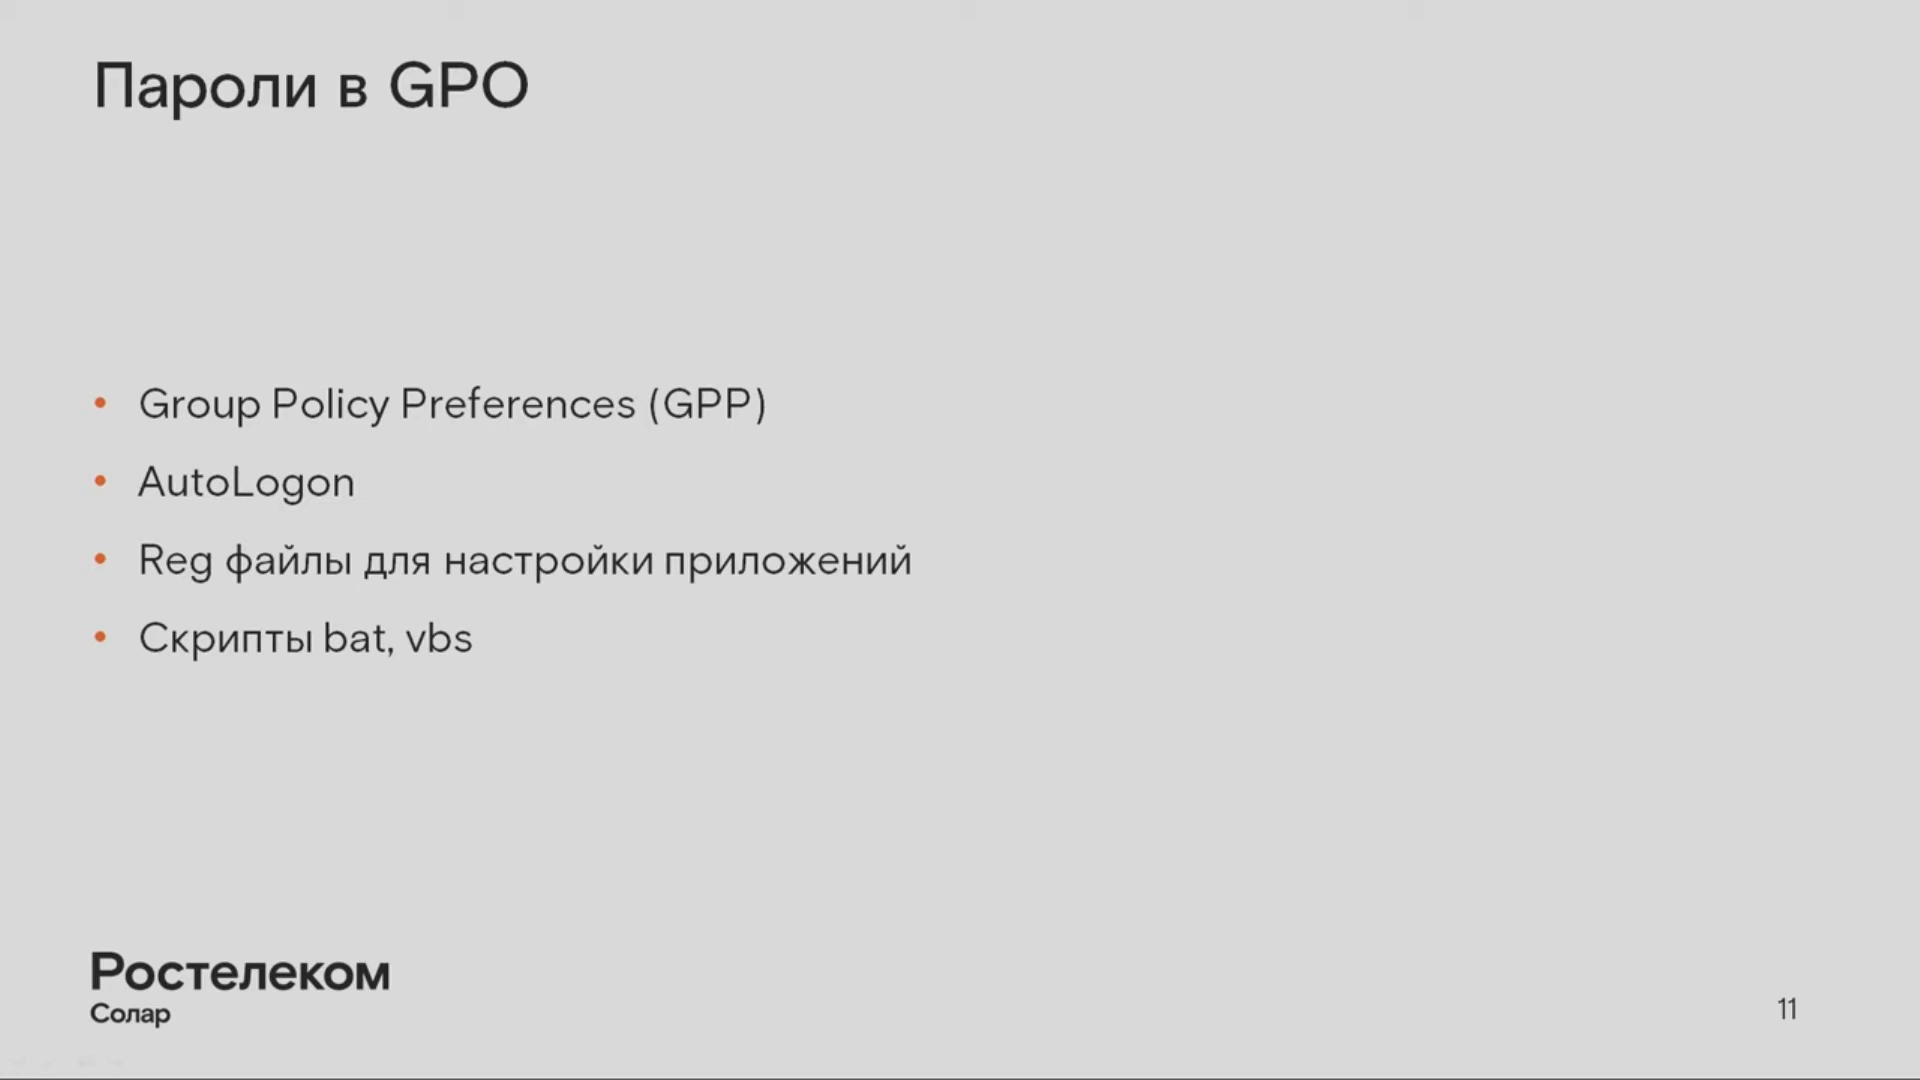 Пароли в GPO
• Group Policy Preferences (GPP)
• AutoLogon
• Reg файлы для настройки приложений
• Скрипты bat, vbs
Ростелеком
Солар
11